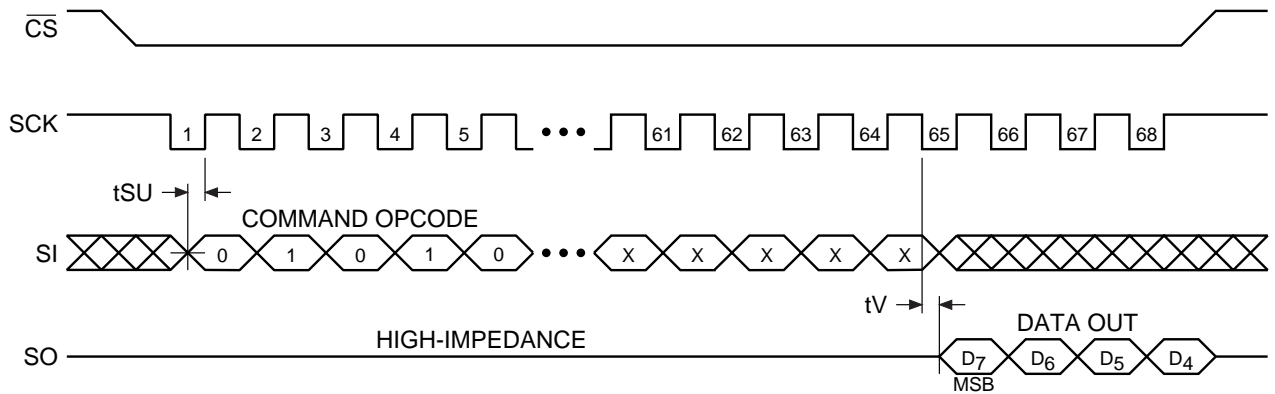 CS
SCK 1 2 3 4 5 ••• 61 62 63 64 65 66 67 68
tSU
COMMAND OPCODE
SI 0 1 0 1 0 ••• X X X X X
tV
HIGH-IMPEDANCE
DATA OUT
SO D7 D6 D5 D4
MSB